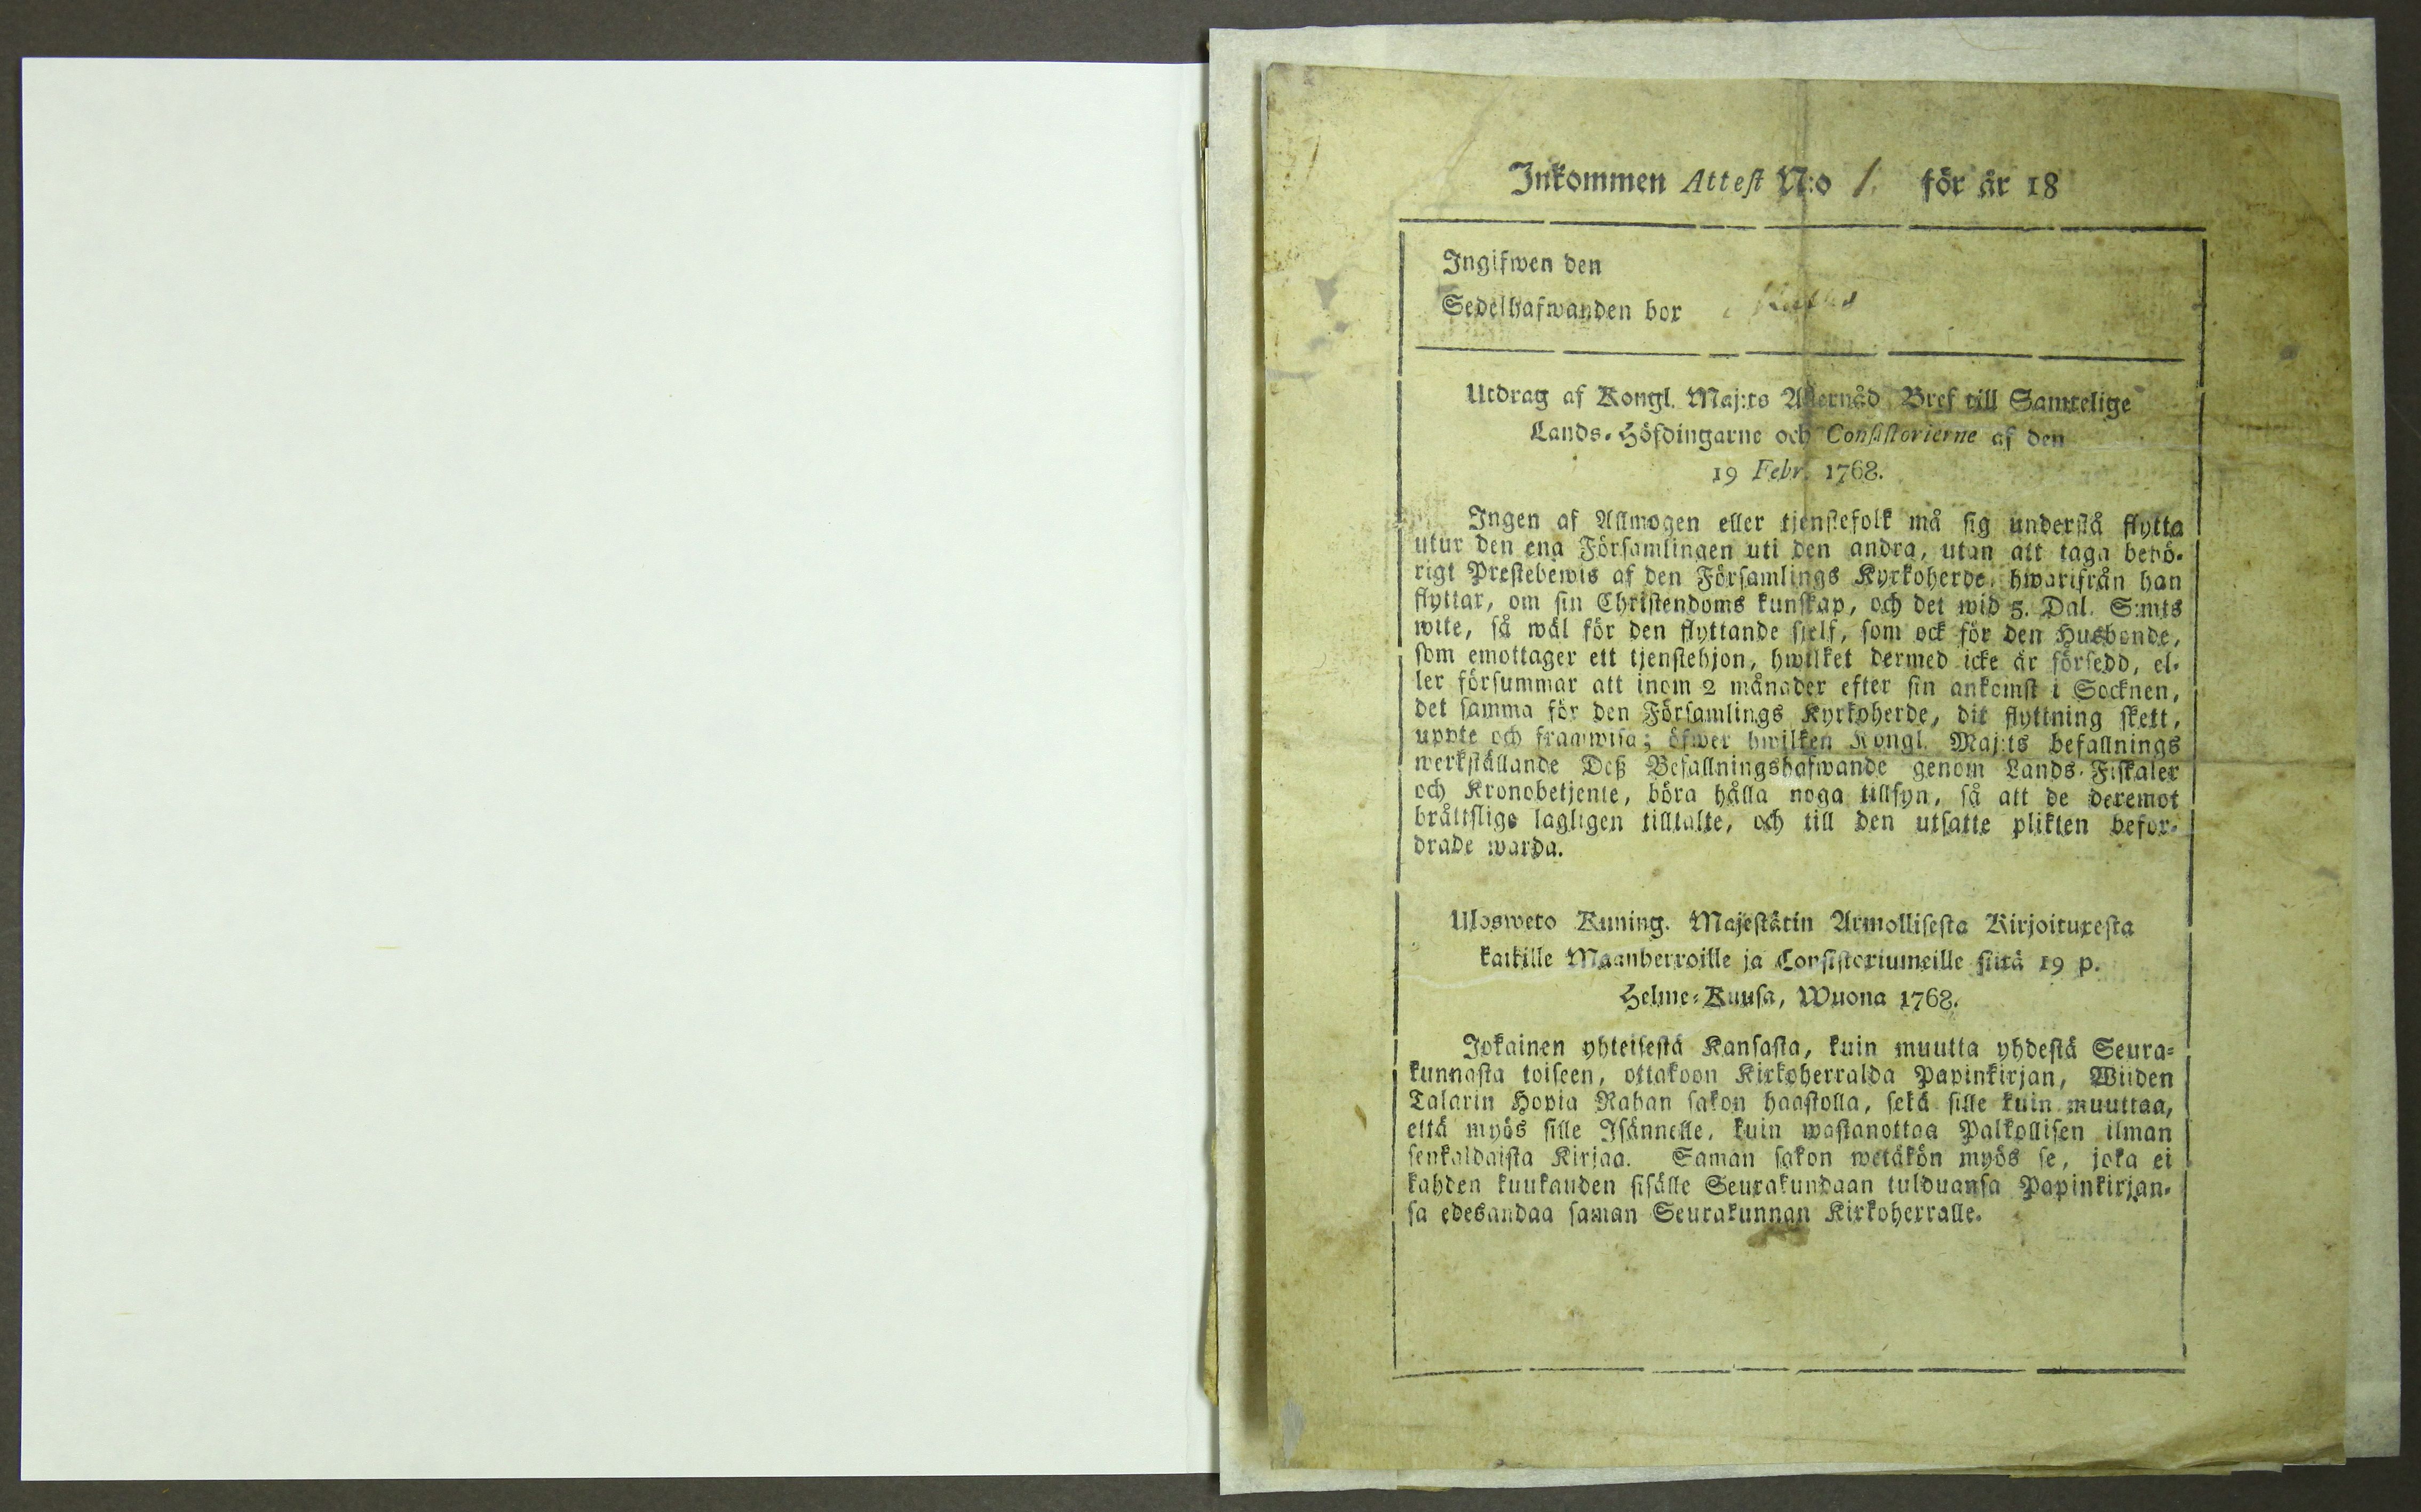 Inkommen Attest N:o 1. för år 18
Ingifwen den
Sedelhafwanden bor
Utdrag af Kongl. Maj:ts Allernåd Bref till Samtelige
Lands-Höfdingarne och Consistorierne af den
19 Febr. 1768.
Ingen af Allmogen eller tjenstefolk må sig understå flytta
utur den ena Församlingen uti den andra, utan att taga behö-
rigt Prestebewis af den Församlings Kyrkoherde, hwarifrån han
flyttar, om sin Christendoms kunskap, och det wid 5. Dal. S:mts
wite, så wäl för den flyttande sjelf, som ock för den Husbonde,
som emottager ett tjenstehjon, hwilket dermed icke är försedd, el-
ler försummar att inom 2 månader efter sin ankomst i Socknen,
det samma för den Församlings Kyrkoherde, dit flyttning skett,
uppte och framwisa; öfwer hwilken Kongl. Maj:ts befallnings
werkställande Deß Befallningshafwande genom Lands-Fiskaler
och Kronobetjente, böra hålla noga tillsyn, så att de deremot
bråttslige lagligen tilltalte, och till den utsatte plikten befor-
drade warda.
Ulosweto Kuning. Majestätin Armollisesta Kirjoituxesta
kaikille Maanherroille ja Consistoriumeille siitä 19 p.
Helme-Kuusa, Wuona 1768.
Jokainen yhteisestä Kansasta, kuin muutta yhdestä Seura-
kunnasta toiseen, ottakoon Kirkoherralda Papinkirjan, Wiiden
Talarin Hopia Rahan sakon haastolla, sekä sille kuin muuttaa,
että myös sille Isännelle, kuin wastanottaa Palkollisen ilman
senkaldaista Kirjaa. Saman sakon wetäkön myös se, joka ei
kahden kuukauden sisälle Seurakundaan tulduansa Papinkirjan-
sa edesandaa saman Seurakunnan Kirkoherralle.